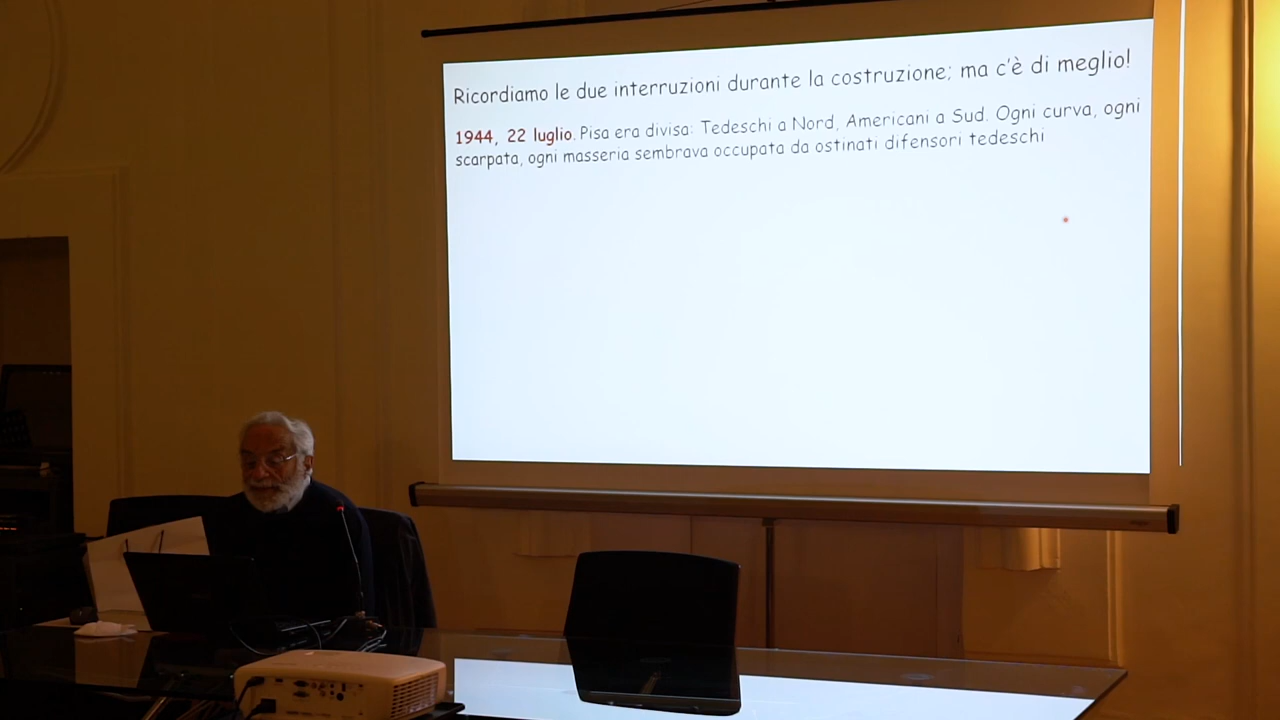 Ricordiamo le due interruzioni durante la costruzione; ma c'è di meglio!
1944, 22 luglio. Pisa era divisa: Tedeschi a Nord, Americani a Sud. Ogni curva, ogni
scarpata, ogni masseria sembrava occupata da ostinati difensori tedeschi